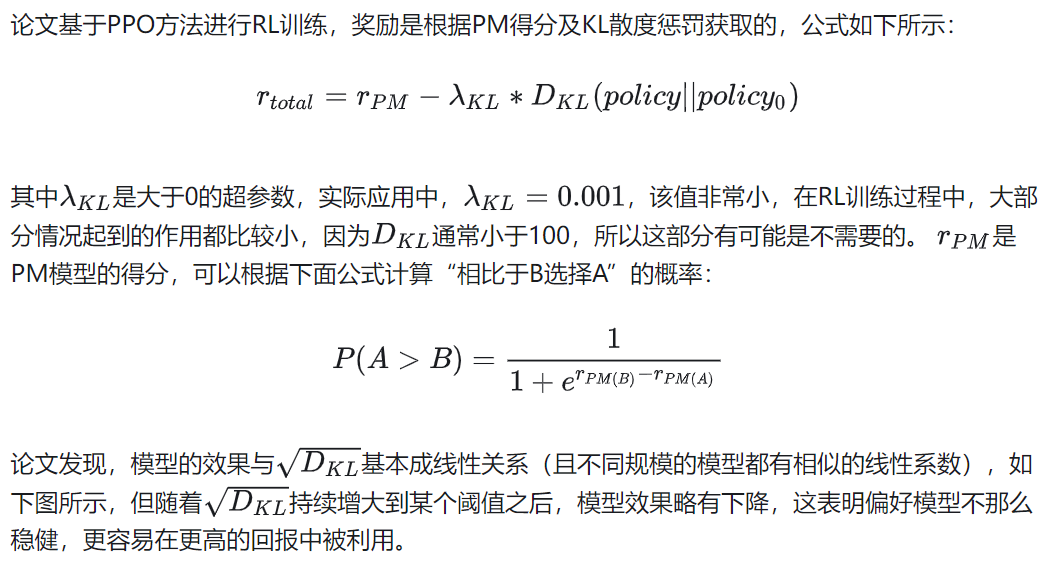 论文基于PPO方法进行RL训练，奖励是根据PM得分及KL散度惩罚获取的，公式如下所示：
r_{total} = r_{PM} − λ_{KL} ∗ D_{KL}(policy||policy_0)
其中λ_{KL}是大于0的超参数，实际应用中，λ_{KL} = 0.001，该值非常小，在RL训练过程中，大部
分情况起到的作用都比较小，因为D_{KL}通常小于100，所以这部分有可能是不需要的。 r_{PM}是
PM模型的得分，可以根据下面公式计算“相比于B选择A”的概率：
P(A > B) = \frac{1}{1 + e^{r_{PM(B)} − r_{PM(A)}}}
论文发现，模型的效果与\sqrt{D_{KL}}基本成线性关系（且不同规模的模型都有相似的线性系数），如
下图所示，但随着\sqrt{D_{KL}}持续增大到某个阈值之后，模型效果略有下降，这表明偏好模型不那么
稳健，更容易在更高的回报中被利用。